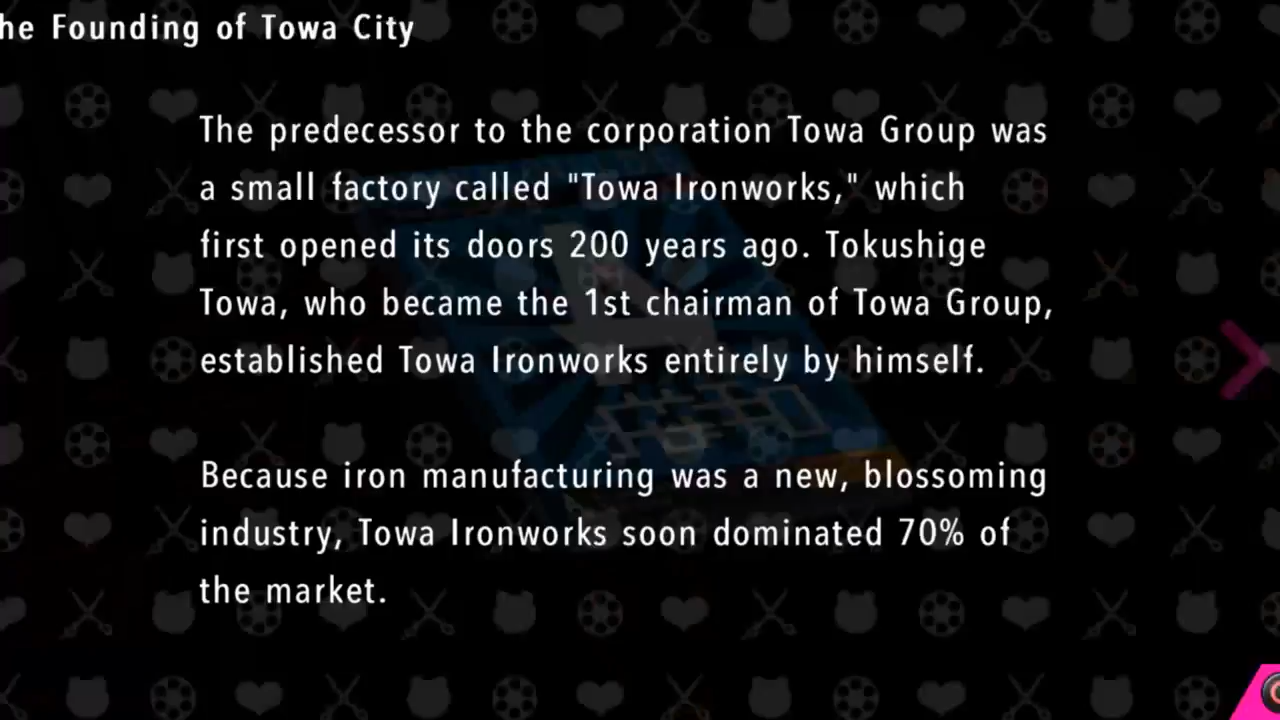 he Founding of Towa City
The predecessor to the corporation Towa Group was
a small factory called "Towa Ironworks," which
first opened its doors 200 years ago. Tokushige
Towa, who became the 1st chairman of Towa Group,
established Towa Ironworks entirely by himself.
Because iron manufacturing was a new, blossoming
industry, Towa Ironworks soon dominated 70% of
the market.